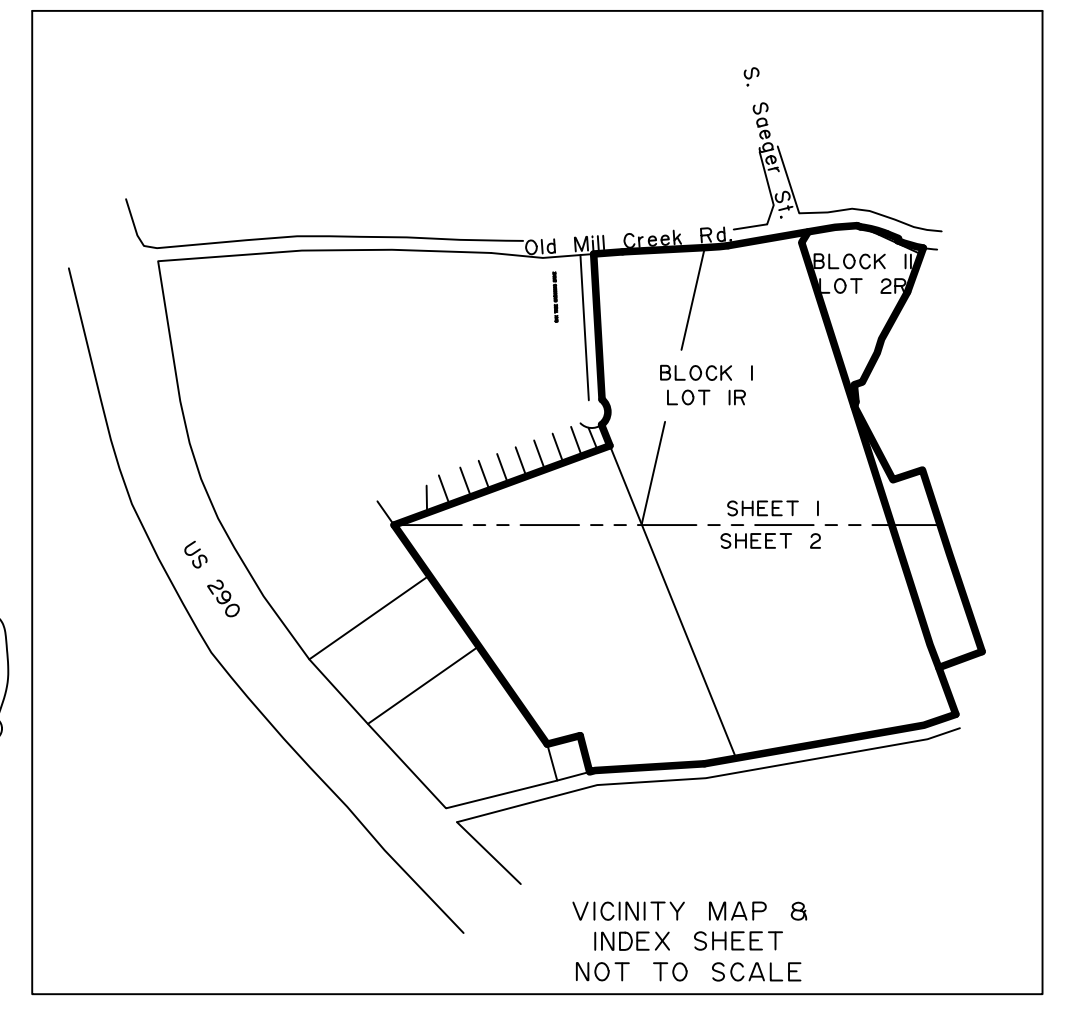 S. Saeger St.
Old Mill Creek Rd.
BLOCK II
LOT 2R
BLOCK I
LOT 1R
SHEET 1
SHEET 2
US 290
VICINITY MAP &
INDEX SHEET
NOT TO SCALE